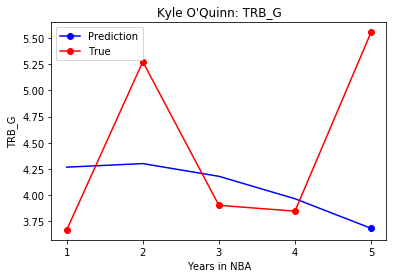 Kyle O'Quinn: TRB_G
Prediction
True
5.50
5.25
5.00
4.75
4.50
4.25
4.00
3.75
TRB_G
1 2 3 4 5
Years in NBA